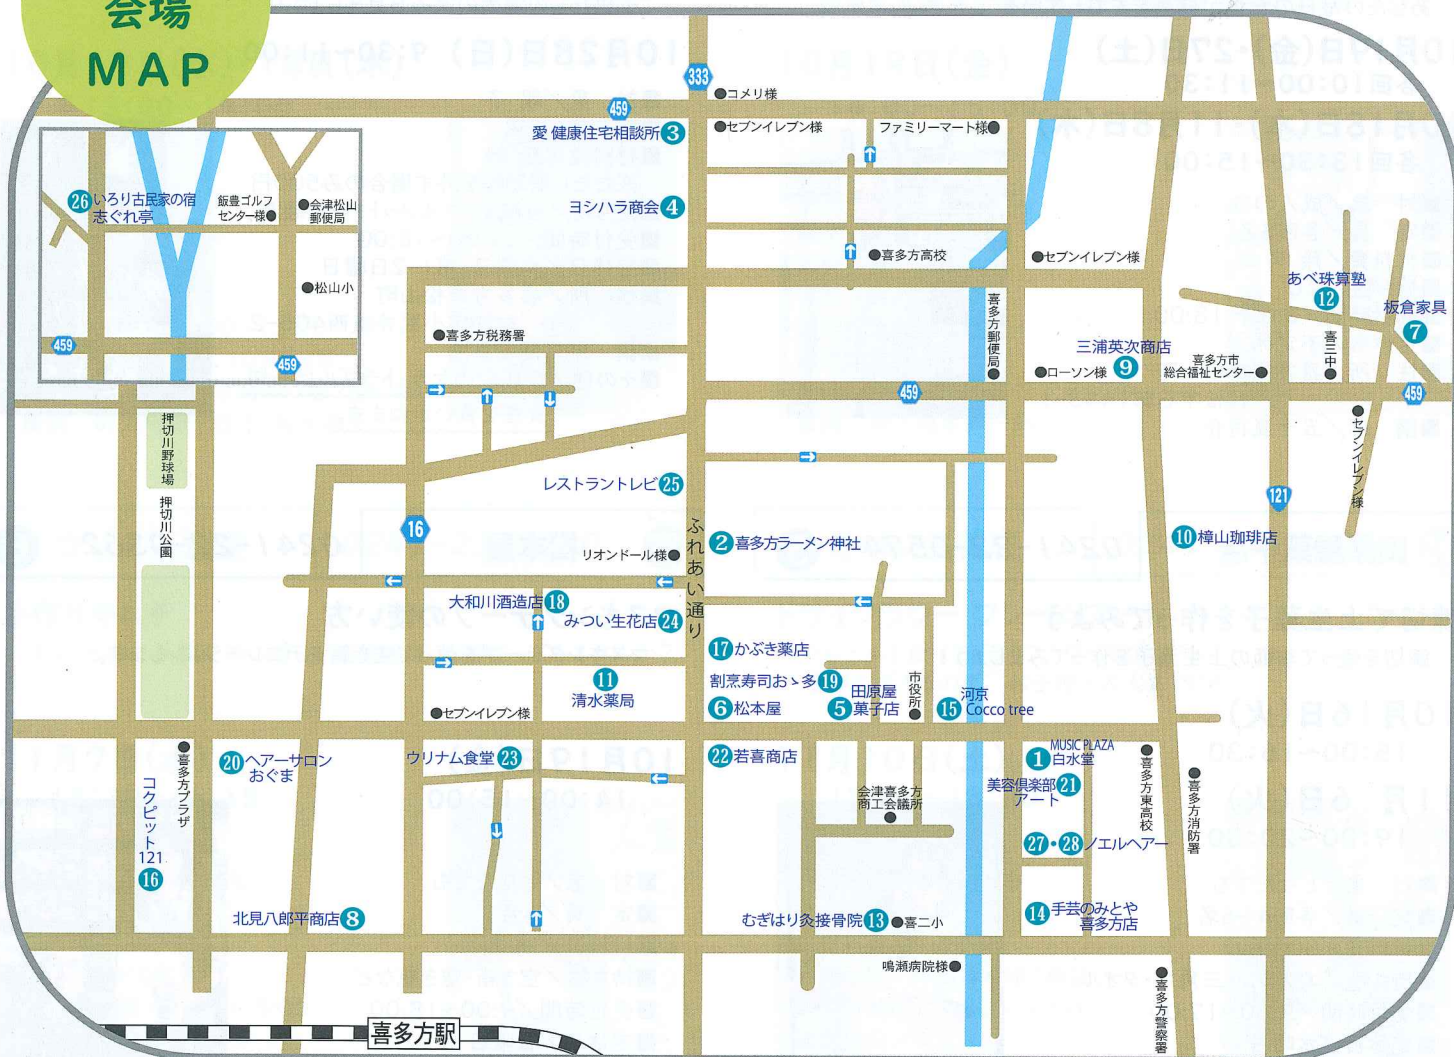 会場
MAP
333
459
コメリ様
愛 健康住宅相談所 3
セブンイレブン様
ファミリーマート様
26 いろり古民家の宿
志ぐれ亭
飯豊ゴルフ
センター様
会津松山
郵便局
松山小
459
459
ヨシハラ商会 4
喜多方高校
セブンイレブン様
あべ珠算塾
12
板倉家具
7
喜多方郵便局
喜三中
喜多方税務署
三浦英次商店
9
ローソン様
喜多方市
総合福祉センター
459
459
押切川野球場
押切川公園
セブンイレブン様
レストラントレビ 25
16
121
ふれあい通り
リオンドール様
2 喜多方ラーメン神社
10 樟山珈琲店
大和川酒造店 18
みつい生花店 24
17 かぶき薬店
11
清水薬局
割烹寿司おゝ多 19
田原屋
5 菓子店
市役所
河京
15 Cocco tree
セブンイレブン様
6 松本屋
喜多方プラザ
20 ヘアーサロン
おぐま
ウリナム食堂 23
22 若喜商店
MUSIC PLAZA
1 白水堂
美容倶楽部 21
アート
喜多方東高校
喜多方消防署
会津喜多方
商工会議所
コクピット
121
16
27・28 ノエルヘアー
北見八郎平商店 8
むぎはり灸接骨院 13
喜二小
14 手芸のみとや
喜多方店
鳴瀬病院様
喜多方警察署
喜多方駅